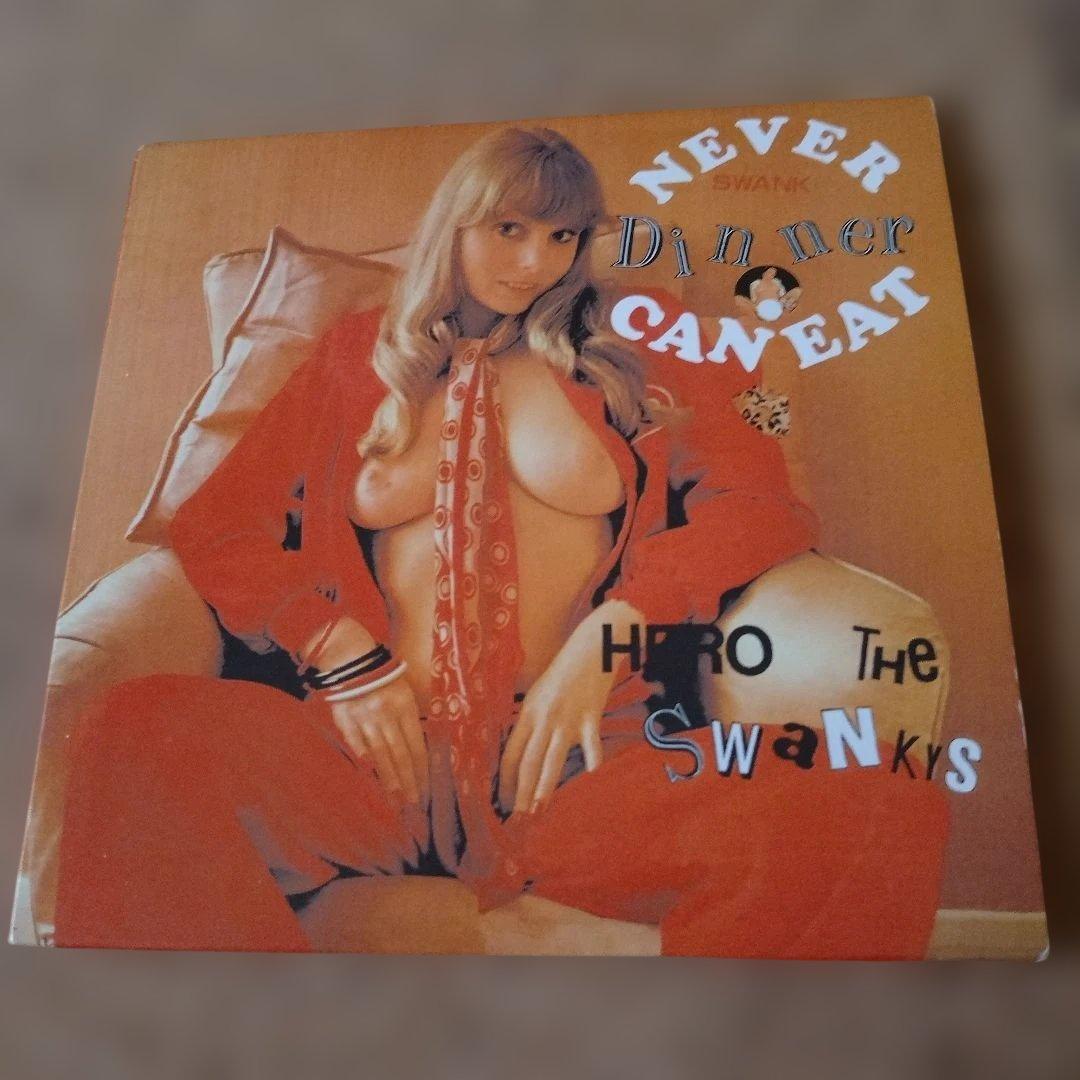 NEVER
SWANK
Dinner
CAN'EAT
HERO THE
SWaNKYS